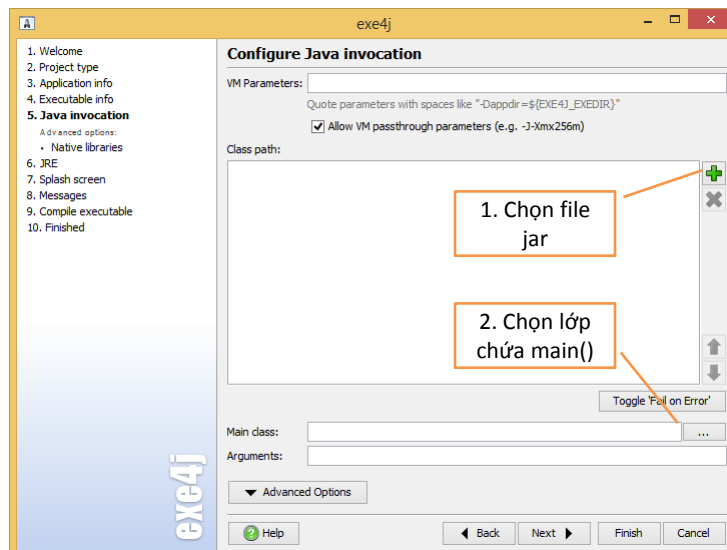 exe4j
1. Welcome
2. Project type
3. Application info
4. Executable info
5. Java invocation
Advanced options:
• Native libraries
6. JRE
7. Splash screen
8. Messages
9. Compile executable
10. Finished
exe4j
Configure Java invocation
VM Parameters:
Quote parameters with spaces like "-Dappdir=${EXE4J_EXEDIR}"
Allow VM passthrough parameters (e.g. -J-Xmx256m)
Class path:
1. Chọn file
jar
2. Chọn lớp
chứa main()
Toggle 'Fail on Error'
Main class:
...
Arguments:
Advanced Options
Help
Back
Next
Finish
Cancel